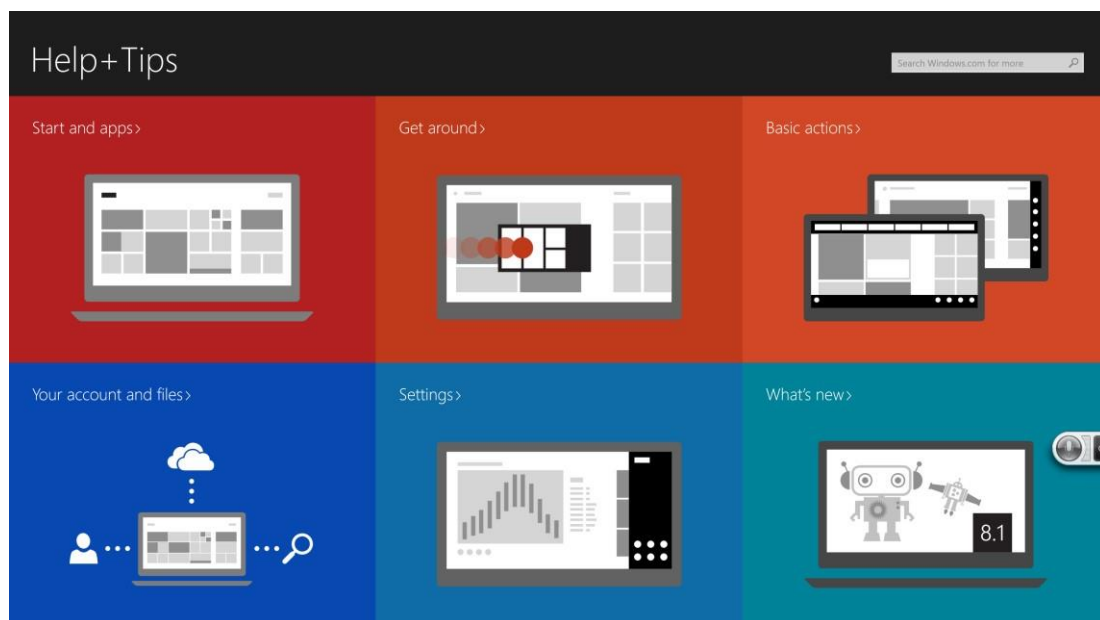 Help+Tips
Search Windows.com for more
Start and apps›
Get around›
Basic actions›
Your account and files›
Settings›
What's new›
8.1